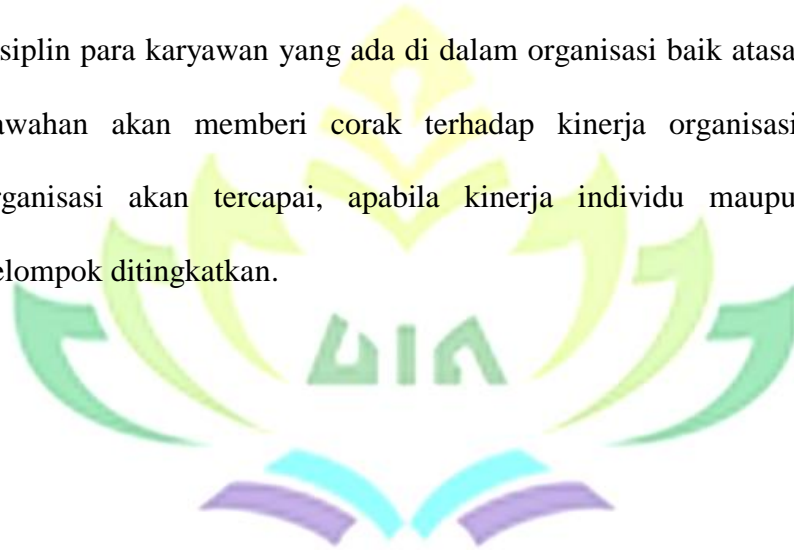 siplin para karyawan yang ada di dalam organisasi baik atasa
awahan akan memberi corak terhadap kinerja organisasi
rganisasi akan tercapai, apabila kinerja individu maupu
elompok ditingkatkan.
UIN